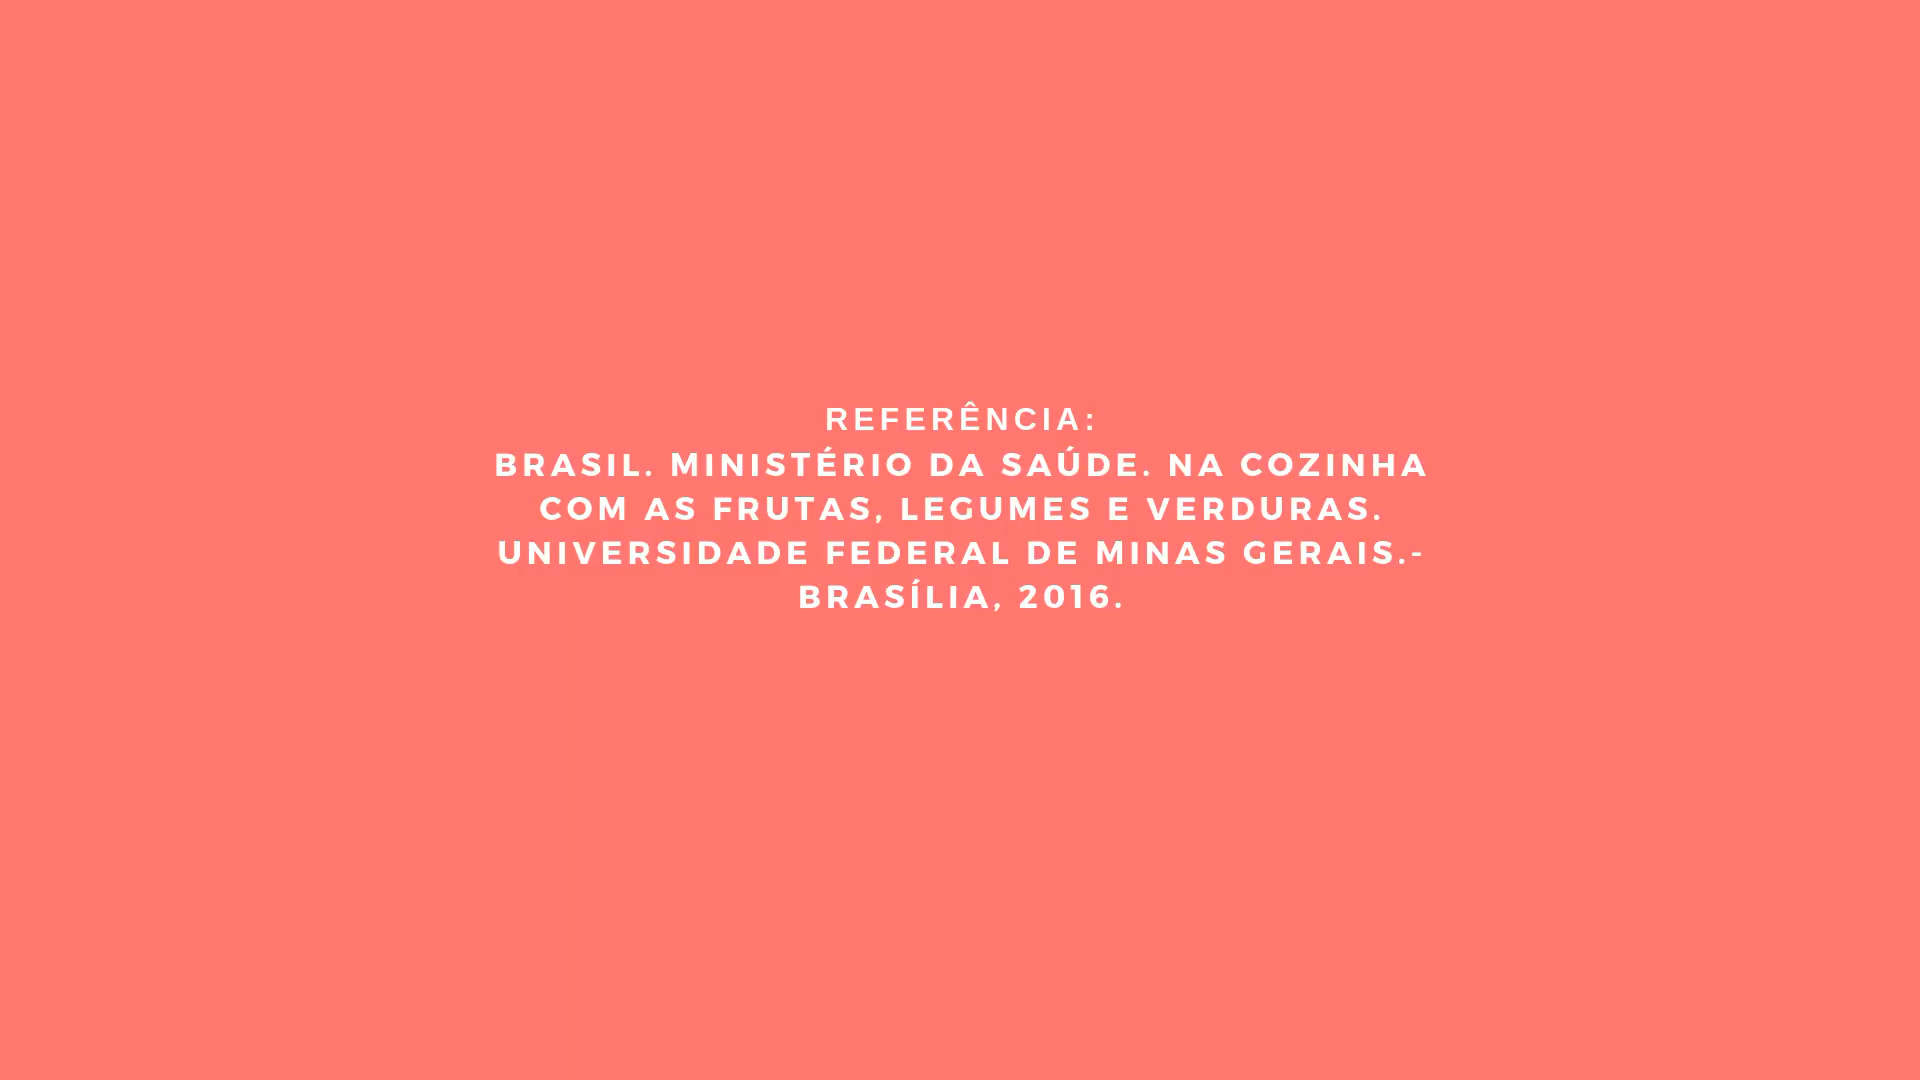 REFERÊNCIA:
BRASIL. MINISTÉRIO DA SAÚDE. NA COZINHA
COM AS FRUTAS, LEGUMES E VERDURAS.
UNIVERSIDADE FEDERAL DE MINAS GERAIS.-
BRASÍLIA, 2016.